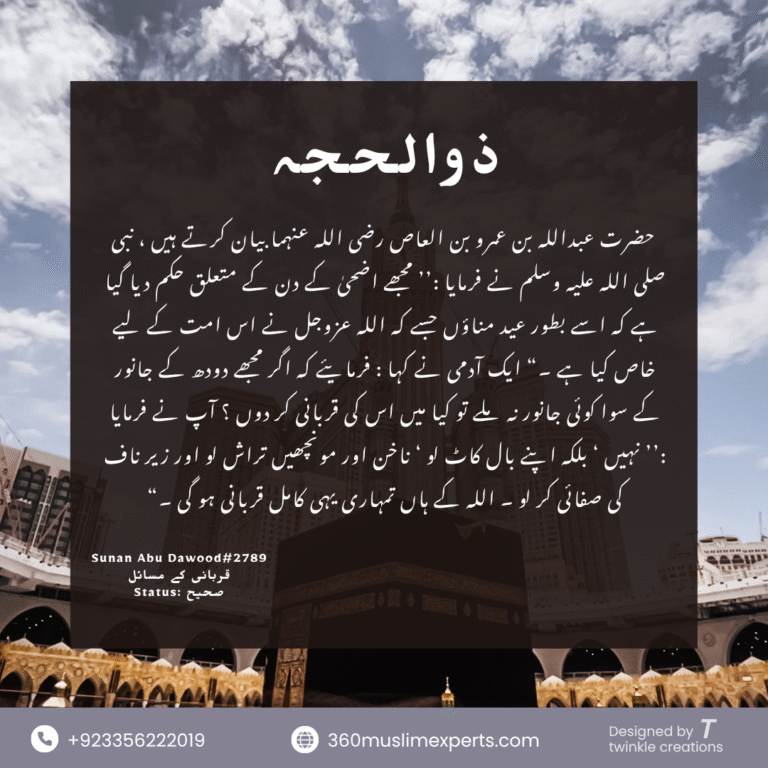 ذوالحجہ
حضرت عبداللہ بن عمرو بن العاص رضی اللہ عنہما بیان کرتے ہیں ، نبی
صلی اللہ علیہ وسلم نے فرمایا :’’ مجھے اضحیٰ کے دن کے متعلق حکم دیا گیا
ہے کہ اسے بطور عید مناؤں جسے کہ اللہ عزوجل نے اس امت کے لیے
خاص کیا ہے ۔‘‘ ایک آدمی نے کہا : فرمایئے کہ اگر مجھے دودھ کے جانور
کے سوا کوئی جانور نہ ملے تو کیا میں اس کی قربانی کر دوں ؟ آپ نے فرمایا
:’’ نہیں ‘ بلکہ اپنے بال کاٹ لو ‘ ناخن اور مونچھیں تراش لو اور زیر ناف
کی صفائی کر لو ۔ اللہ کے ہاں تمہاری یہی کامل قربانی ہو گی ۔‘‘
Sunan Abu Dawood#2789
قربانی کے مسائل
Status: صحیح
+923356222019
360muslimexperts.com
Designed by T
twinkle creations